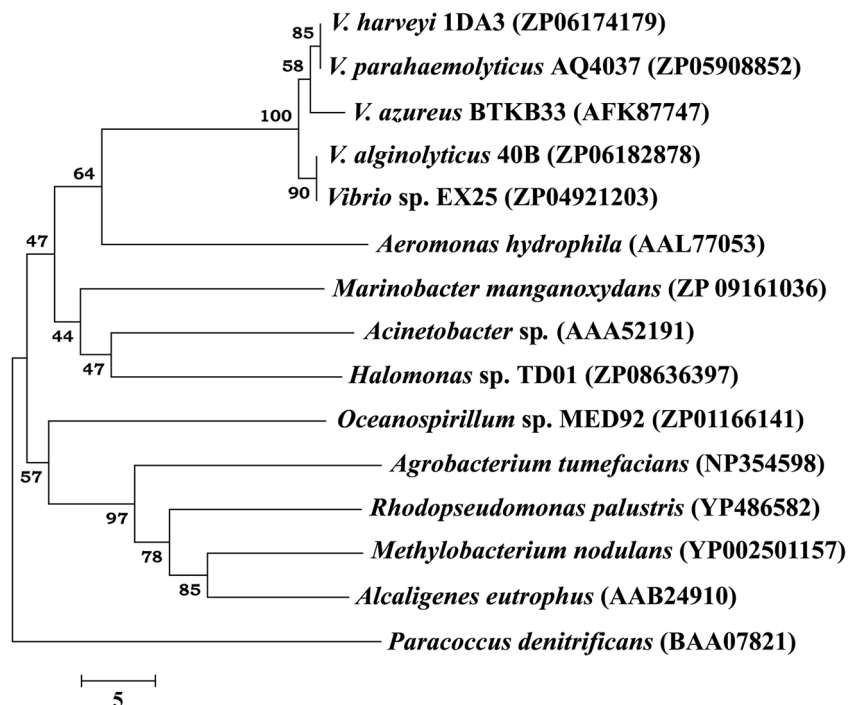 V. harveyi 1DA3 (ZP06174179)
85
58
V. parahaemolyticus AQ4037 (ZP05908852)
V. azureus BTKB33 (AFK87747)
100
V. alginolyticus 40B (ZP06182878)
64
90
Vibrio sp. EX25 (ZP04921203)
47
Aeromonas hydrophila (AAL77053)
Marinobacter manganoxydans (ZP 09161036)
44
Acinetobacter sp. (AAA52191)
47
Halomonas sp. TD01 (ZP08636397)
Oceanospirillum sp. MED92 (ZP01166141)
57
Agrobacterium tumefacians (NP354598)
97
Rhodopseudomonas palustris (YP486582)
78
Methylobacterium nodulans (YP002501157)
85
Alcaligenes eutrophus (AAB24910)
Paracoccus denitrificans (BAA07821)
5